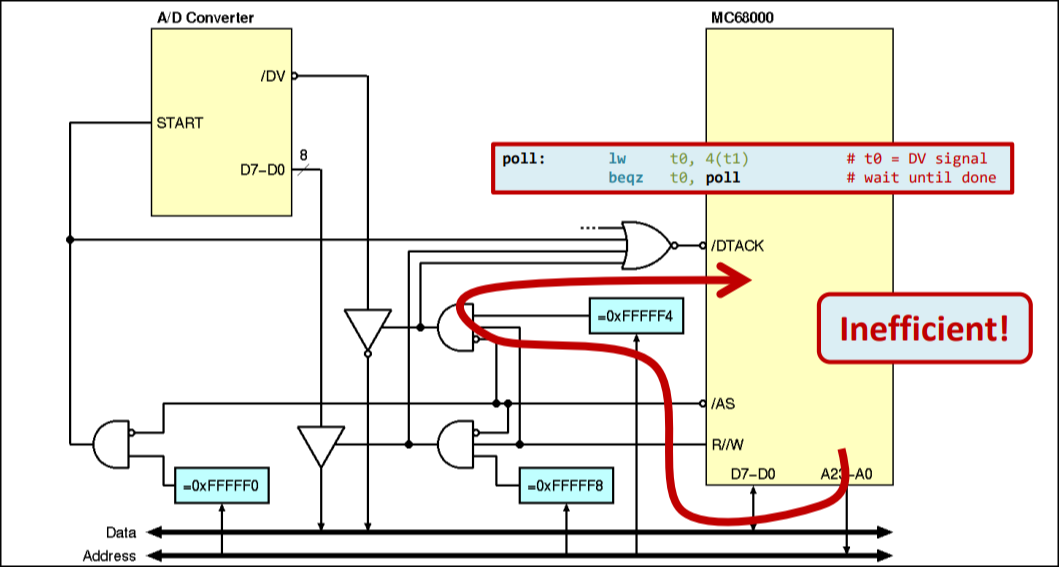 A/D Converter
MC68000
/DV
START
8
D7-D0
poll: lw t0, 4(t1) # t0 = DV signal
beqz t0, poll # wait until done
/DTACK
=0xFFFFF4
Inefficient!
/AS
R//W
D7-D0 A23-A0
=0xFFFFF0
=0xFFFFF8
Data
Address